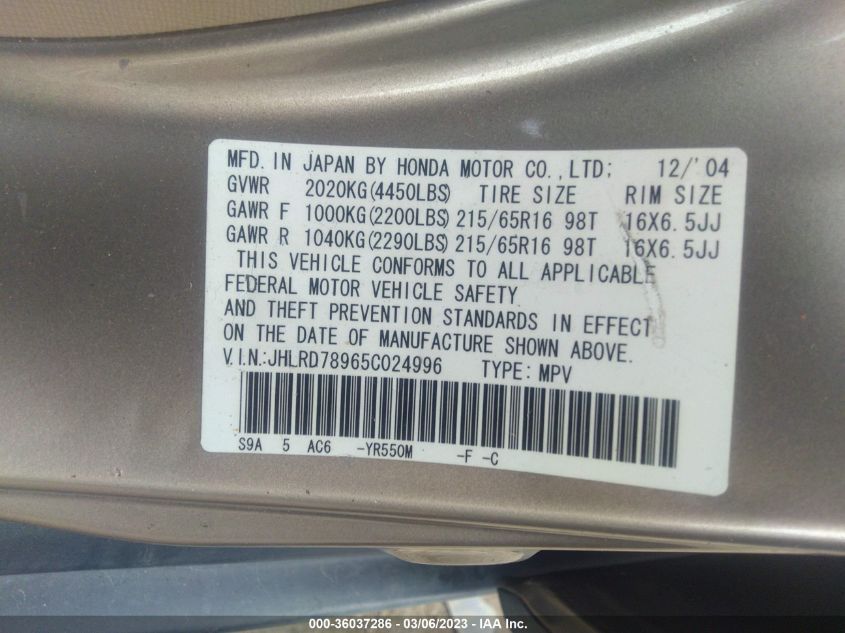 MFD. IN JAPAN BY HONDA MOTOR CO., LTD; 12/'04
GVWR 2020KG(4450LBS) TIRE SIZE RIM SIZE
GAWR F 1000KG(2200LBS) 215/65R16 98T 16X6.5JJ
GAWR R 1040KG(2290LBS) 215/65R16 98T 16X6.5JJ
THIS VEHICLE CONFORMS TO ALL APPLICABLE
FEDERAL MOTOR VEHICLE SAFETY
AND THEFT PREVENTION STANDARDS IN EFFECT
ON THE DATE OF MANUFACTURE SHOWN ABOVE.
V.I.N:JHLRD78965C024996 TYPE: MPV
S9A 5 AC6 -YR550M -F -C
000-36037286 - 03/06/2023 - IAA Inc.